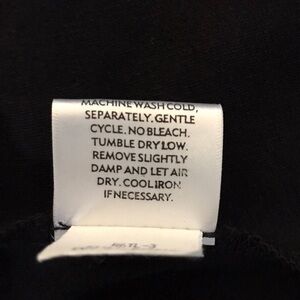 MACHINE WASH COLD,
SEPARATELY. GENTLE
CYCLE. NO BLEACH.
TUMBLE DRY LOW.
REMOVE SLIGHTLY
DAMP AND LET AIR
DRY. COOL IRON
IF NECESSARY.